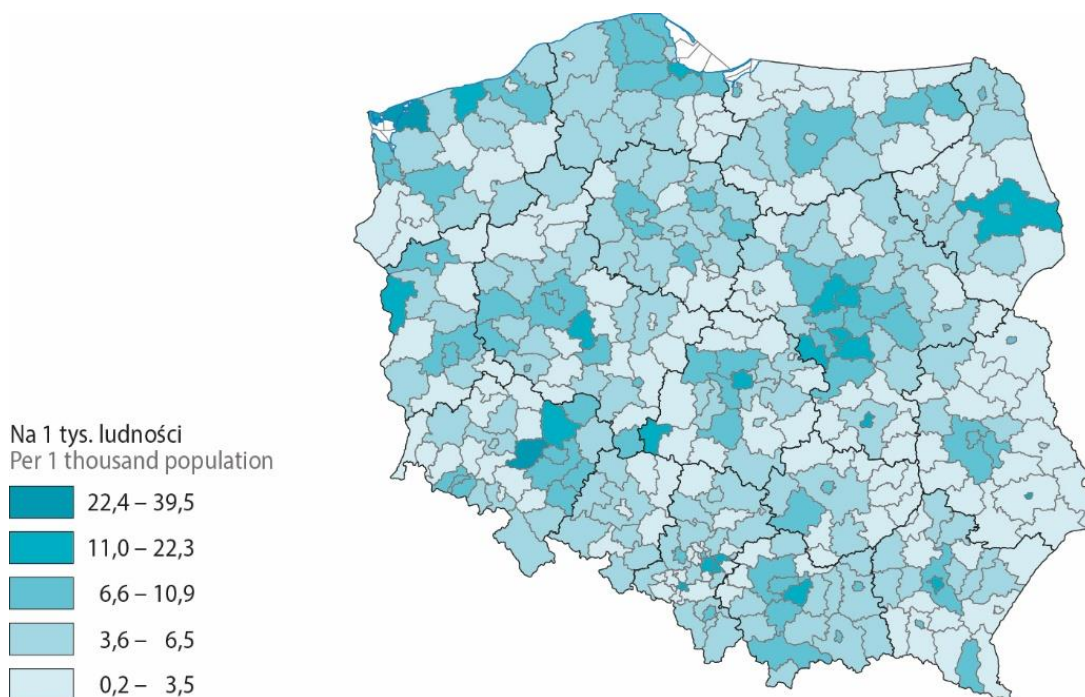 Na 1 tys. ludności
Per 1 thousand population
22,4 – 39,5
11,0 – 22,3
6,6 – 10,9
3,6 – 6,5
0,2 – 3,5